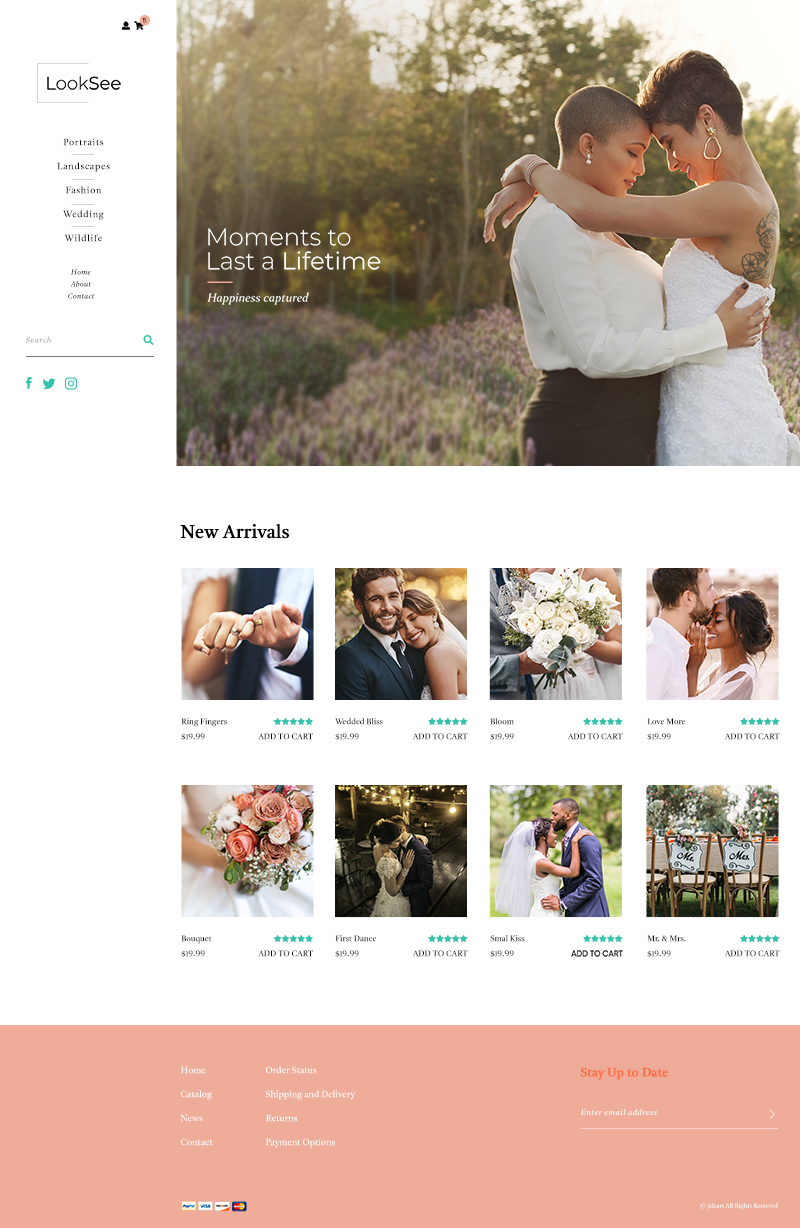 5
LookSee
Portraits
Landscapes
Fashion
Wedding
Wildlife
Home
About
Contact
Search
Moments to
Last a Lifetime
Happiness captured
New Arrivals
Ring Fingers
$19.99 ADD TO CART
Wedded Bliss
$19.99 ADD TO CART
Bloom
$19.99 ADD TO CART
Love More
$19.99 ADD TO CART
Bouquet
$19.99 ADD TO CART
First Dance
$19.99 ADD TO CART
Smal Kiss
$19.99 ADD TO CART
Mr.
Mrs.
Mr. & Mrs.
$19.99 ADD TO CART
Home
Catalog
News
Contact
Order Status
Shipping and Delivery
Returns
Payment Options
Stay Up to Date
Enter email address
PayPal VISA
© Jdcart All Rights Reserved